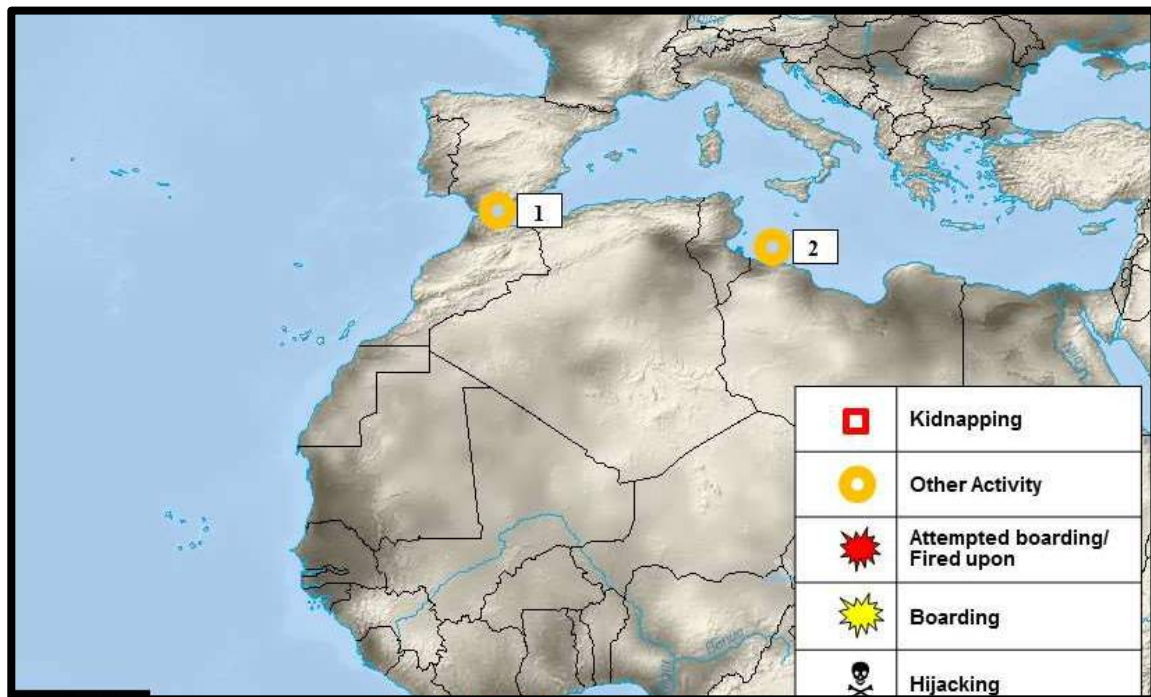 1
2
Kidnapping
Other Activity
Attempted boarding/
Fired upon
Boarding
Hijacking